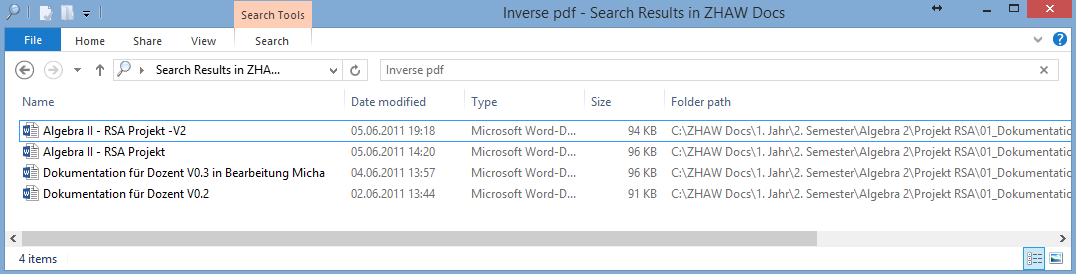 Search Tools
Inverse pdf - Search Results in ZHAW Docs
File Home Share View Search
Search Results in ZHA... Inverse pdf
Name Date modified Type Size Folder path
Algebra II - RSA Projekt -V2 05.06.2011 19:18 Microsoft Word-D... 94 KB C:\ZHAW Docs\1. Jahr\2. Semester\Algebra 2\Projekt RSA\01_Dokumentatio
Algebra II - RSA Projekt 05.06.2011 14:20 Microsoft Word-D... 96 KB C:\ZHAW Docs\1. Jahr\2. Semester\Algebra 2\Projekt RSA\01_Dokumentatio
Dokumentation für Dozent V0.3 in Bearbeitung Micha 04.06.2011 13:57 Microsoft Word-D... 96 KB C:\ZHAW Docs\1. Jahr\2. Semester\Algebra 2\Projekt RSA\01_Dokumentatio
Dokumentation für Dozent V0.2 02.06.2011 13:44 Microsoft Word-D... 91 KB C:\ZHAW Docs\1. Jahr\2. Semester\Algebra 2\Projekt RSA\01_Dokumentatio
4 items